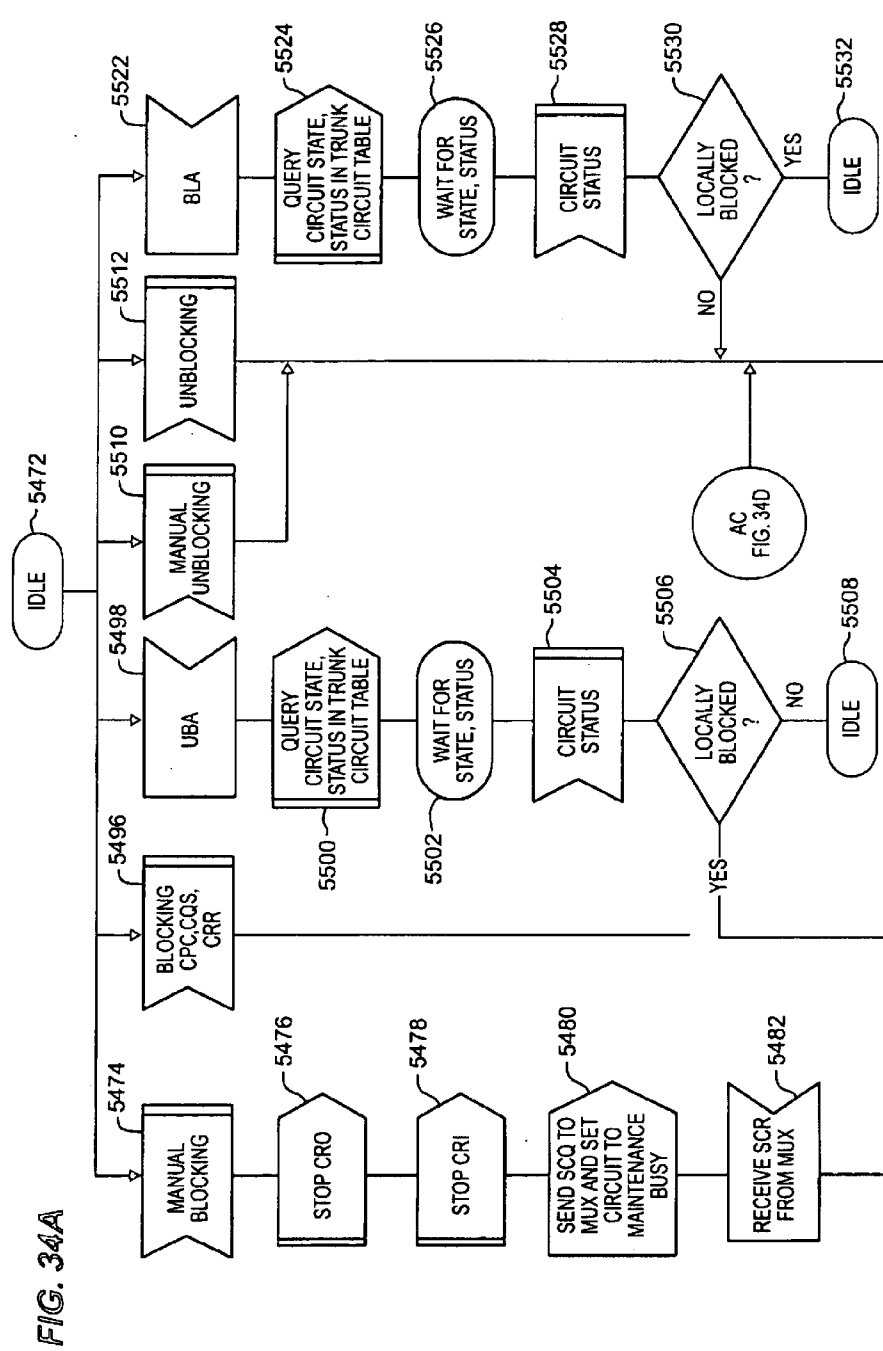 FIG. 34A
IDLE
5472
5474
MANUAL
BLOCKING
5476
STOP CRO
5478
STOP CRI
5480
SEND SCQ TO
MUX AND SET
CIRCUIT TO
MAINTENANCE
BUSY
5482
RECEIVE SCR
FROM MUX
5496
BLOCKING
CPC,CQS,
CRR
5498
UBA
QUERY
CIRCUIT STATE,
STATUS IN TRUNK
CIRCUIT TABLE
5500
WAIT FOR
STATE, STATUS
5502
5504
CIRCUIT
STATUS
5506
LOCALLY
BLOCKED
?
YES
NO
5508
IDLE
5510
MANUAL
UNBLOCKING
5512
UNBLOCKING
AC
FIG. 34D
5522
BLA
5524
QUERY
CIRCUIT STATE,
STATUS IN TRUNK
CIRCUIT TABLE
5526
WAIT FOR
STATE, STATUS
5528
CIRCUIT
STATUS
5530
LOCALLY
BLOCKED
?
NO
YES
5532
IDLE